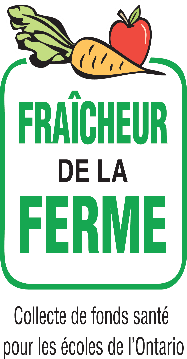 FRAÎCHEUR
DE LA
FERME
Collecte de fonds santé
pour les écoles de l'Ontario